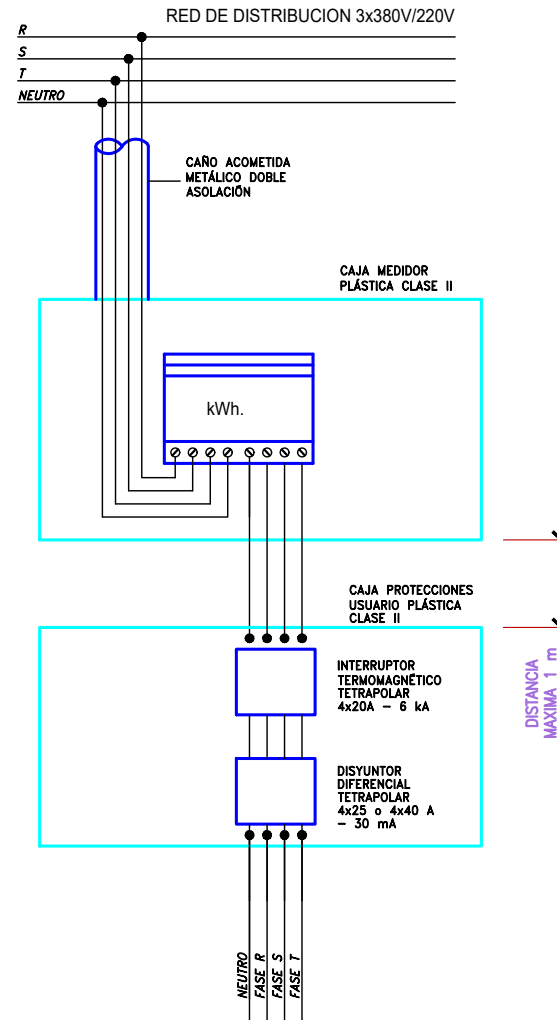 RED DE DISTRIBUCION 3x380V/220V
R
S
T
NEUTRO
CAÑO ACOMETIDA
METÁLICO DOBLE
ASOLACIÓN
CAJA MEDIDOR
PLÁSTICA CLASE II
kWh.
CAJA PROTECCIONES
USUARIO PLÁSTICA
CLASE II
INTERRUPTOR
TERMOMAGNÉTICO
TETRAPOLAR
4x20A – 6 kA
DISTANCIA
MAXIMA 1 m
DISYUNTOR
DIFERENCIAL
TETRAPOLAR
4x25 o 4x40 A
– 30 mA
NEUTRO
FASE R
FASE S
FASE T